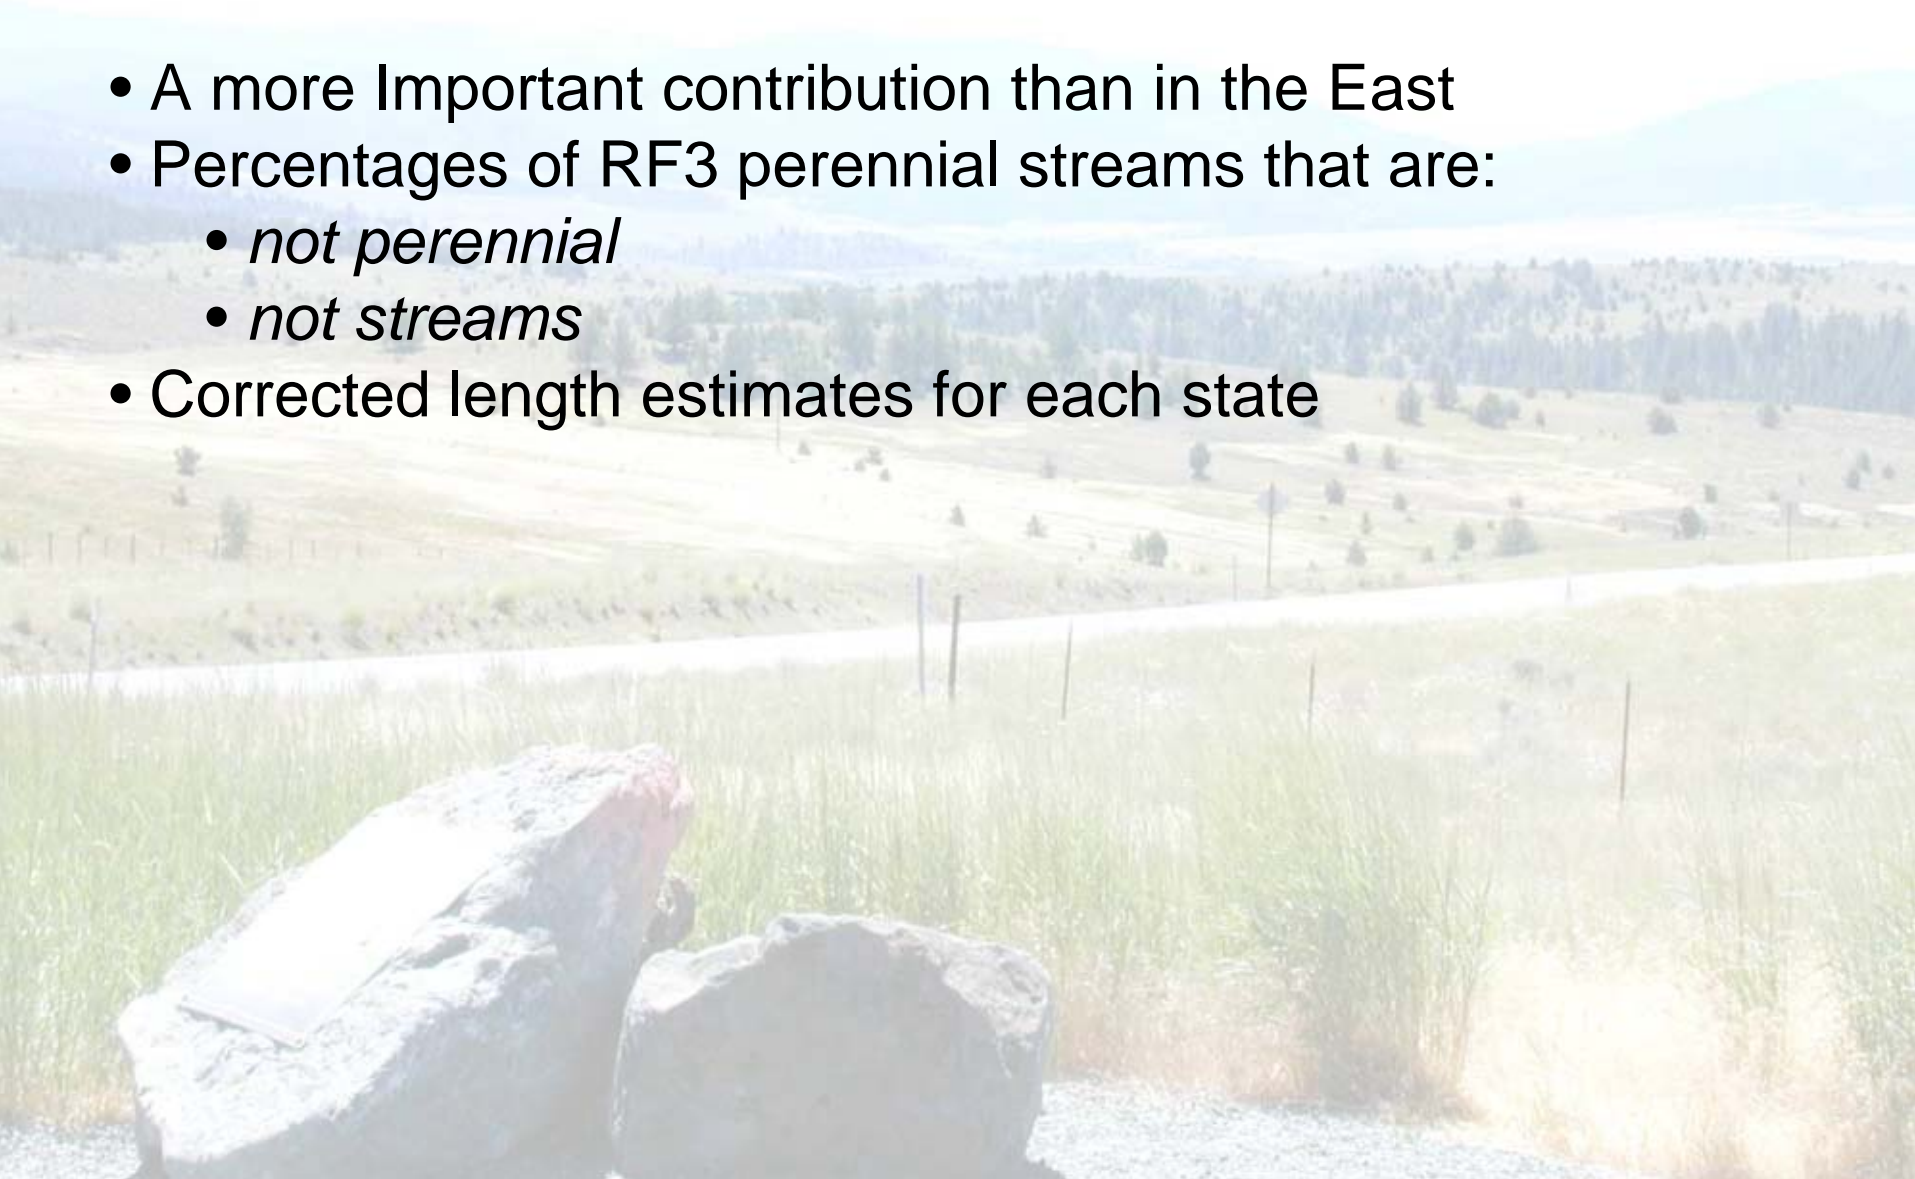 • A more Important contribution than in the East
• Percentages of RF3 perennial streams that are:
• not perennial
• not streams
• Corrected length estimates for each state